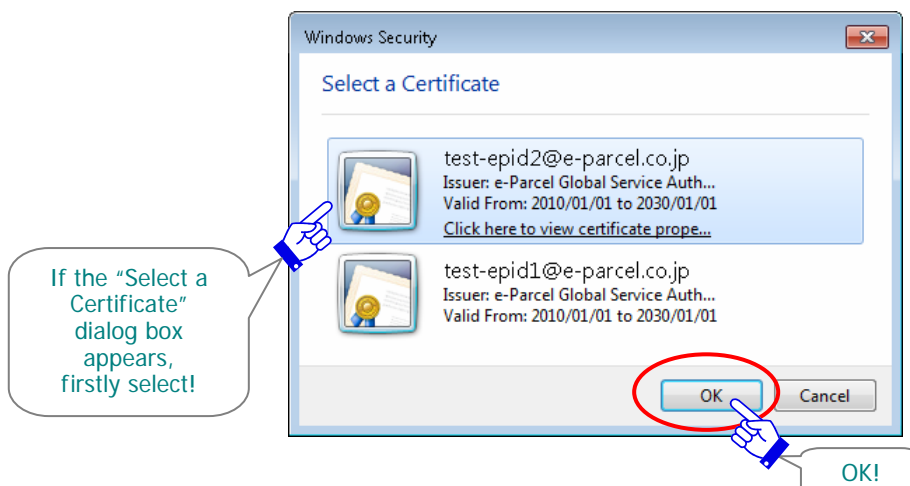 Windows Security
Select a Certificate
test-epid2@e-parcel.co.jp
Issuer: e-Parcel Global Service Auth...
Valid From: 2010/01/01 to 2030/01/01
Click here to view certificate prope...
test-epid1@e-parcel.co.jp
Issuer: e-Parcel Global Service Auth...
Valid From: 2010/01/01 to 2030/01/01
If the “Select a
Certificate”
dialog box
appears,
firstly select!
OK
Cancel
OK!